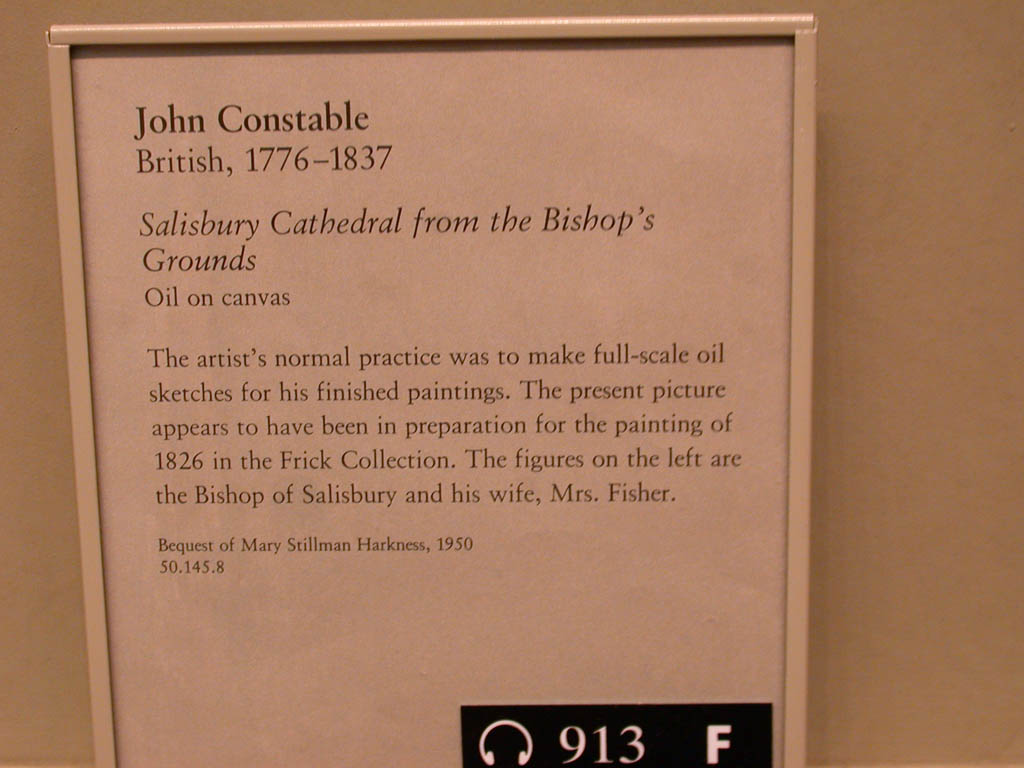 John Constable
British, 1776–1837
Salisbury Cathedral from the Bishop's
Grounds
Oil on canvas
The artist's normal practice was to make full-scale oil
sketches for his finished paintings. The present picture
appears to have been in preparation for the painting of
1826 in the Frick Collection. The figures on the left are
the Bishop of Salisbury and his wife, Mrs. Fisher.
Bequest of Mary Stillman Harkness, 1950
50.145.8
913 F